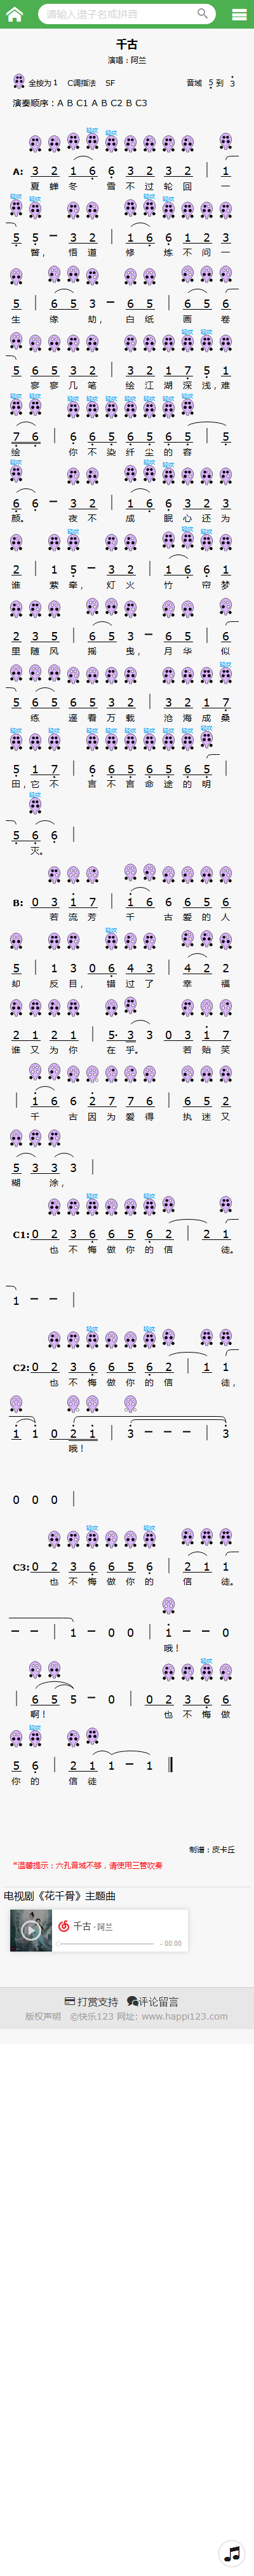 请输入谱子名或拼音
千古
演唱：阿兰
全按为 1 C调指法 SF 音域 5 到 3
演奏顺序：A B C1 A B C2 B C3
轻吹 轻吹
A: 3 2 1 6 6 3 2 3 2 | 1
夏 蝉 冬 雪 不 过 轮 回 一
5 5 － 3 2 | 1 6 6 1 2 3
瞥， 悟 道 修 炼 不 问 一
5 | 6 5 3 － 6 5 | 6 5 6
生 缘 劫， 白 纸 画 卷
5 6 5 3 2 | 3 2 1 7 5 1
寥 寥 几 笔 绘 江 湖 深 浅，难
7 6 | 6 6 5 6 5 6 5 | 5
绘 你 不 染 纤 尘 的 容
6 6 － 3 2 | 1 6 6 3 2 3
颜。 夜 不 成 眠 心 还 为
2 | 1 5 － 3 2 | 1 6 6 1
谁 萦 牵，灯 火 竹 帘 梦
2 3 5 | 6 5 3 － 6 5 | 6
里 随 风 摇 曳， 月 华 似
5 6 5 6 5 3 2 | 3 2 1 7
练 遥 看 万 载 沧 海 成 桑
5 1 7 | 6 6 5 6 5 6 5 |
田，它 不 言 不 言 命 途 的 明
5 6 6 |
灭。
B: 0 3 1 7 | 1 6 6 6 5 6
若 流 芳 千 古 爱 的 人
5 | 1 3 0 6 4 3 | 4 2 2
却 反 目， 错 过 了 幸 福
2 1 2 1 | 5· 3 3 0 3 1 7
谁 又 为 你 在 乎。 若 贻 笑
| 1 6 6 2 7 7 6 | 6 5 2
千 古 因 为 爱 得 执 迷 又
5 3 3 3 |
糊 涂，
C1: 0 2 3 6 6 5 6 2 | 2 1
也 不 悔 做 你 的 信 徒。
1 － － |
C2: 0 2 3 6 6 5 6 2 | 1 1
也 不 悔 做 你 的 信 徒，
1 1 0 2 1 | 3 － － － | 3
哦！
0 0 0 |
C3: 0 2 3 6 6 5 6 | 2 1 1
也 不 悔 做 你 的 信 徒。
－ － | 1 － 0 0 | 1 － － 0
哦！
| 6 5 5 － 0 | 0 2 3 6 6
啊！ 也 不 悔 做
5 6 | 2 1 1 － 1 ‖
你 的 信 徒
制谱：皮卡丘
*温馨提示：六孔音域不够，请使用三管吹奏
电视剧《花千骨》主题曲
千古 - 阿兰
- 00:00
打赏支持 评论留言
版权声明 ©快乐123 网址：www.happi123.com